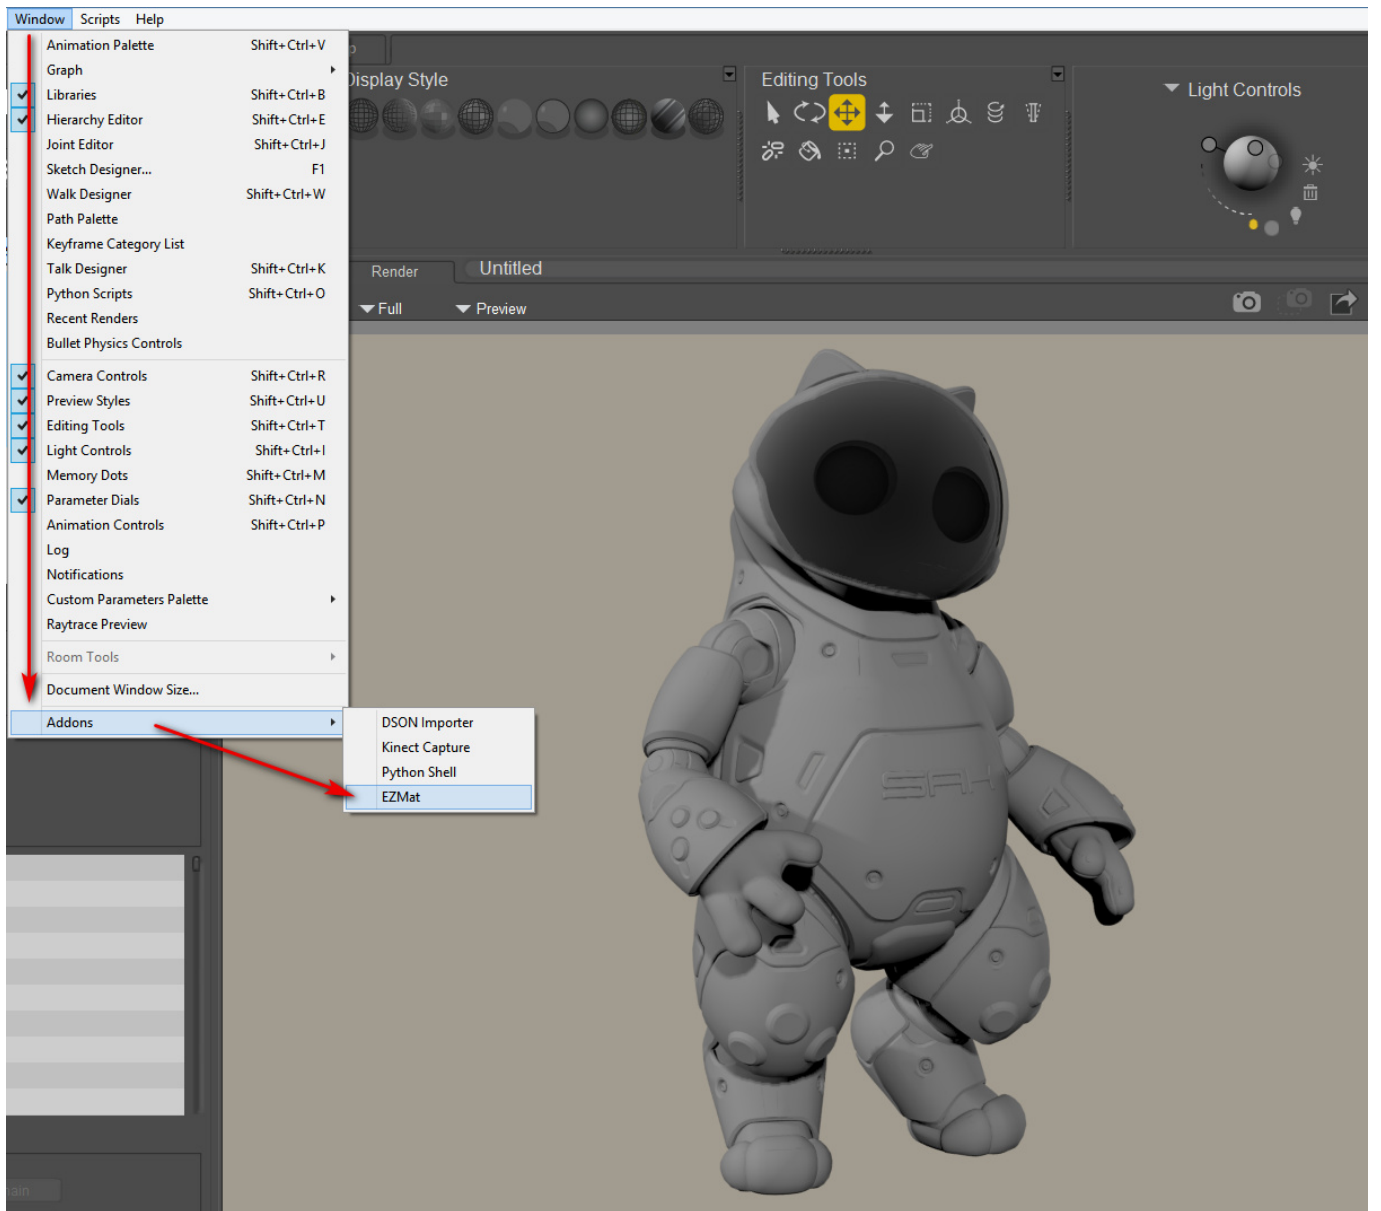 Window Scripts Help
Animation Palette Shift+Ctrl+V
Graph
Libraries Shift+Ctrl+B
Hierarchy Editor Shift+Ctrl+E
Joint Editor Shift+Ctrl+J
Sketch Designer... F1
Walk Designer Shift+Ctrl+W
Path Palette
Keyframe Category List
Talk Designer Shift+Ctrl+K
Python Scripts Shift+Ctrl+O
Recent Renders
Bullet Physics Controls
Camera Controls Shift+Ctrl+R
Preview Styles Shift+Ctrl+U
Editing Tools Shift+Ctrl+T
Light Controls Shift+Ctrl+I
Memory Dots Shift+Ctrl+M
Parameter Dials Shift+Ctrl+N
Animation Controls Shift+Ctrl+P
Log
Notifications
Custom Parameters Palette
Raytrace Preview
Room Tools
Document Window Size...
Addons
DSON Importer
Kinect Capture
Python Shell
EZMat
Display Style
Editing Tools
Light Controls
Render Untitled
Full Preview